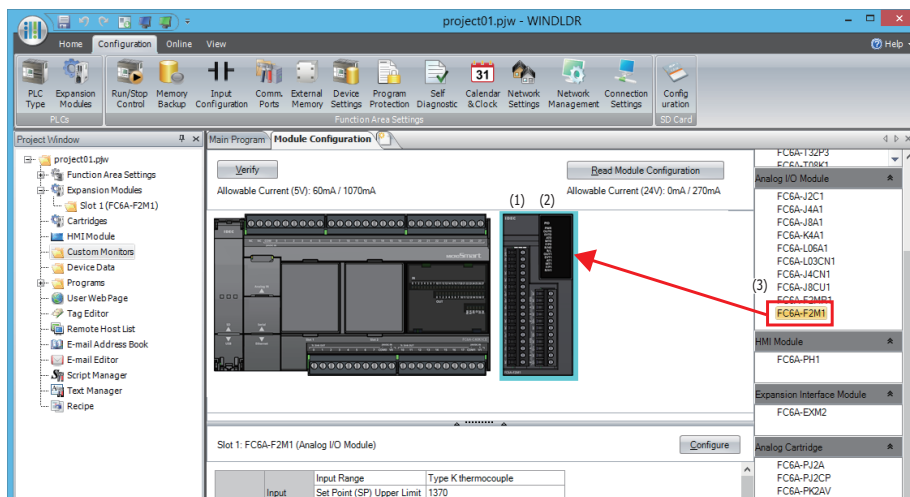 project01.pjw - WINDLDR
Home Configuration Online View
Help
PLC Type
Expansion Modules
Run/Stop Control
Memory Backup
Input Configuration
Comm. Ports
External Memory
Device Settings
Program Protection
Self Diagnostic
31
Calendar & Clock
Network Settings
Network Management
Connection Settings
Config uration
PLCs
Function Area Settings
SD Card
Project Window
Main Program
Module Configuration
project01.pjw
Function Area Settings
Expansion Modules
Slot 1 (FC6A-F2M1)
Cartridges
HMI Module
Custom Monitors
Device Data
Programs
User Web Page
Tag Editor
Remote Host List
E-mail Address Book
E-mail Editor
Script Manager
Text Manager
Recipe
Verify
Read Module Configuration
Allowable Current (5V): 60mA / 1070mA
Allowable Current (24V): 0mA / 270mA
(1) (2)
(3)
FC6A-T32P3
FC6A-T08K1
Analog I/O Module
FC6A-J2C1
FC6A-J4A1
FC6A-J8A1
FC6A-K4A1
FC6A-L06A1
FC6A-L03CN1
FC6A-J4CN1
FC6A-J8CU1
FC6A-F2MR1
FC6A-F2M1
HMI Module
FC6A-PH1
Expansion Interface Module
FC6A-EXM2
Analog Cartridge
FC6A-PJ2A
FC6A-PJ2CP
FC6A-PK2AV
Slot 1: FC6A-F2M1 (Analog I/O Module)
Configure
Input Range Type K thermocouple
Input Set Point (SP) Upper Limit 1370